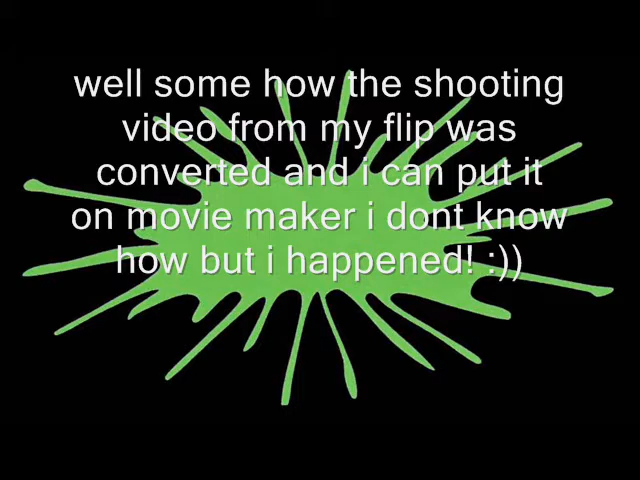 well some how the shooting
video from my flip was
converted and i can put it
on movie maker i dont know
how but i happened! :))